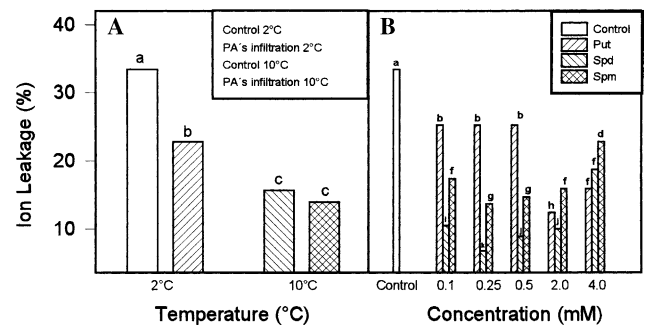 A
Control 2°C
PA´s infiltration 2°C
Control 10°C
PA´s infiltration 10°C
a
b
c
c
Ion Leakage (%)
40
30
20
10
2°C
10°C
Temperature (°C)
B
Control
Put
Spd
Spm
a
b
i
f
b
g
b
j
g
h
j
f
f
f
d
Control
0.1
0.25
0.5
2.0
4.0
Concentration (mM)